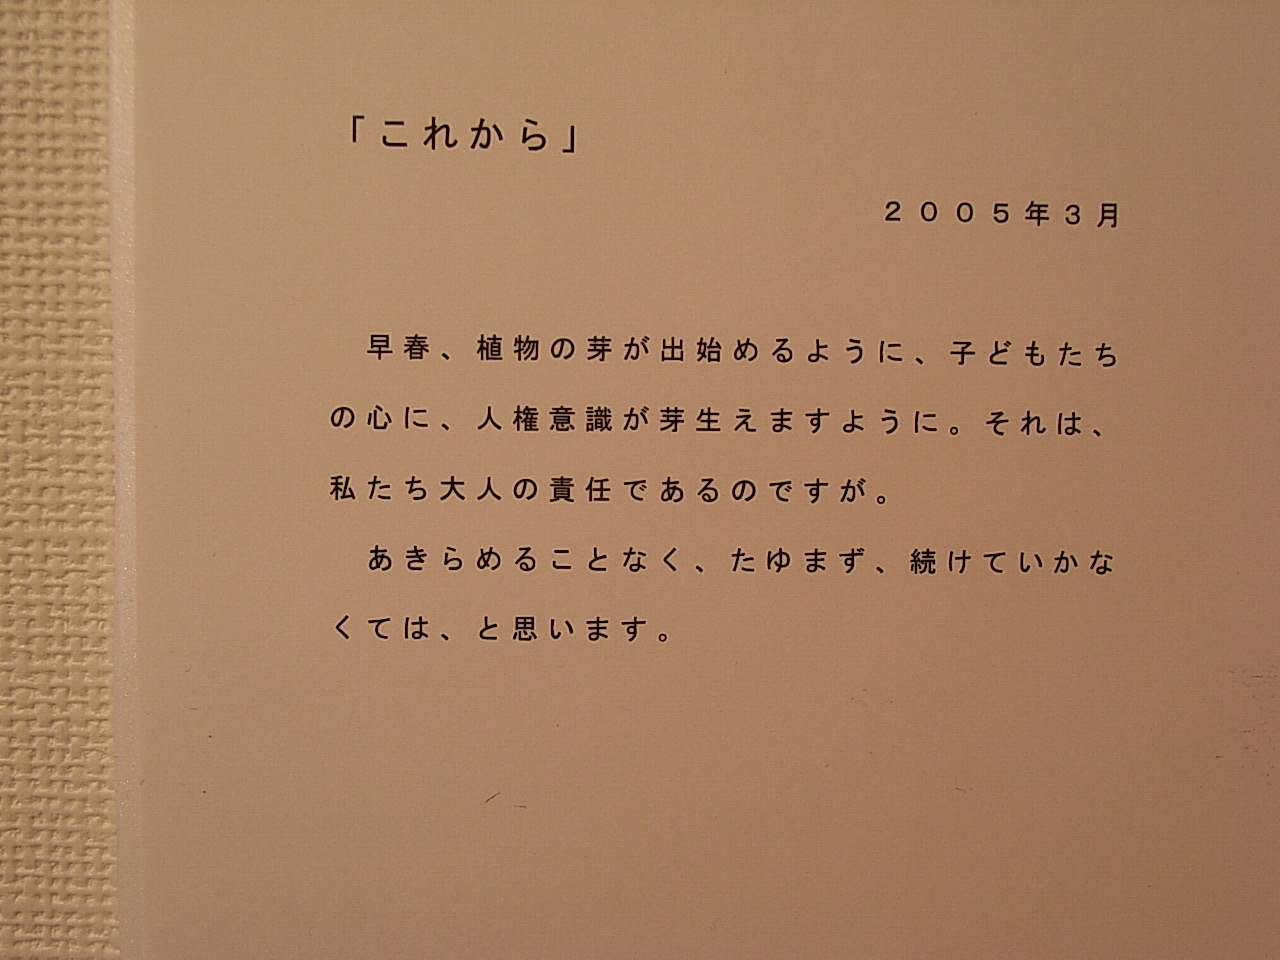 「これから」
２００５年３月
　早春、植物の芽が出始めるように、子どもたち
の心に、人権意識が芽生えますように。それは、
私たち大人の責任であるのですが。
　あきらめることなく、たゆまず、続けていかな
くては、と思います。